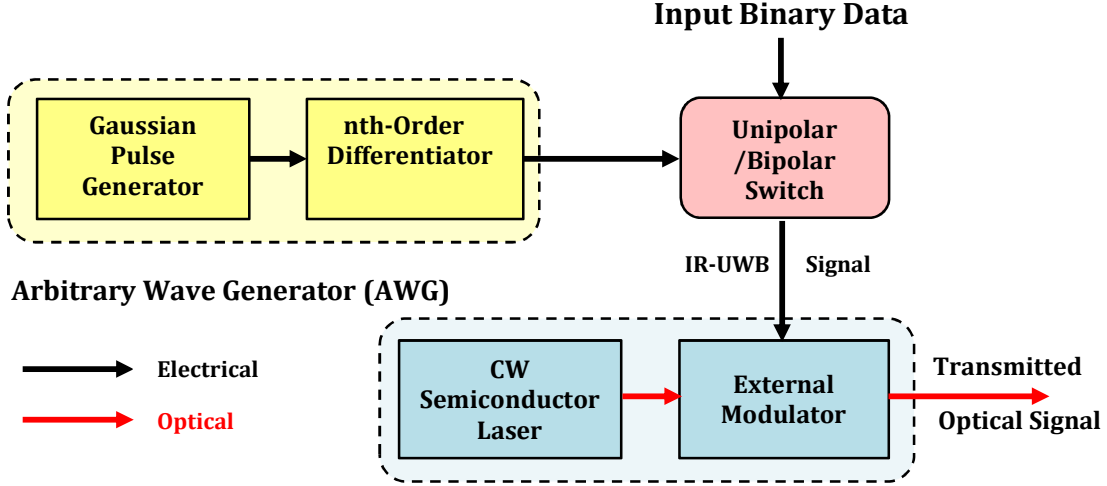 Input Binary Data
Gaussian
Pulse
Generator
nth-Order
Differentiator
Unipolar
/Bipolar
Switch
IR-UWB Signal
Arbitrary Wave Generator (AWG)
Electrical
Optical
CW
Semiconductor
Laser
External
Modulator
Transmitted
Optical Signal